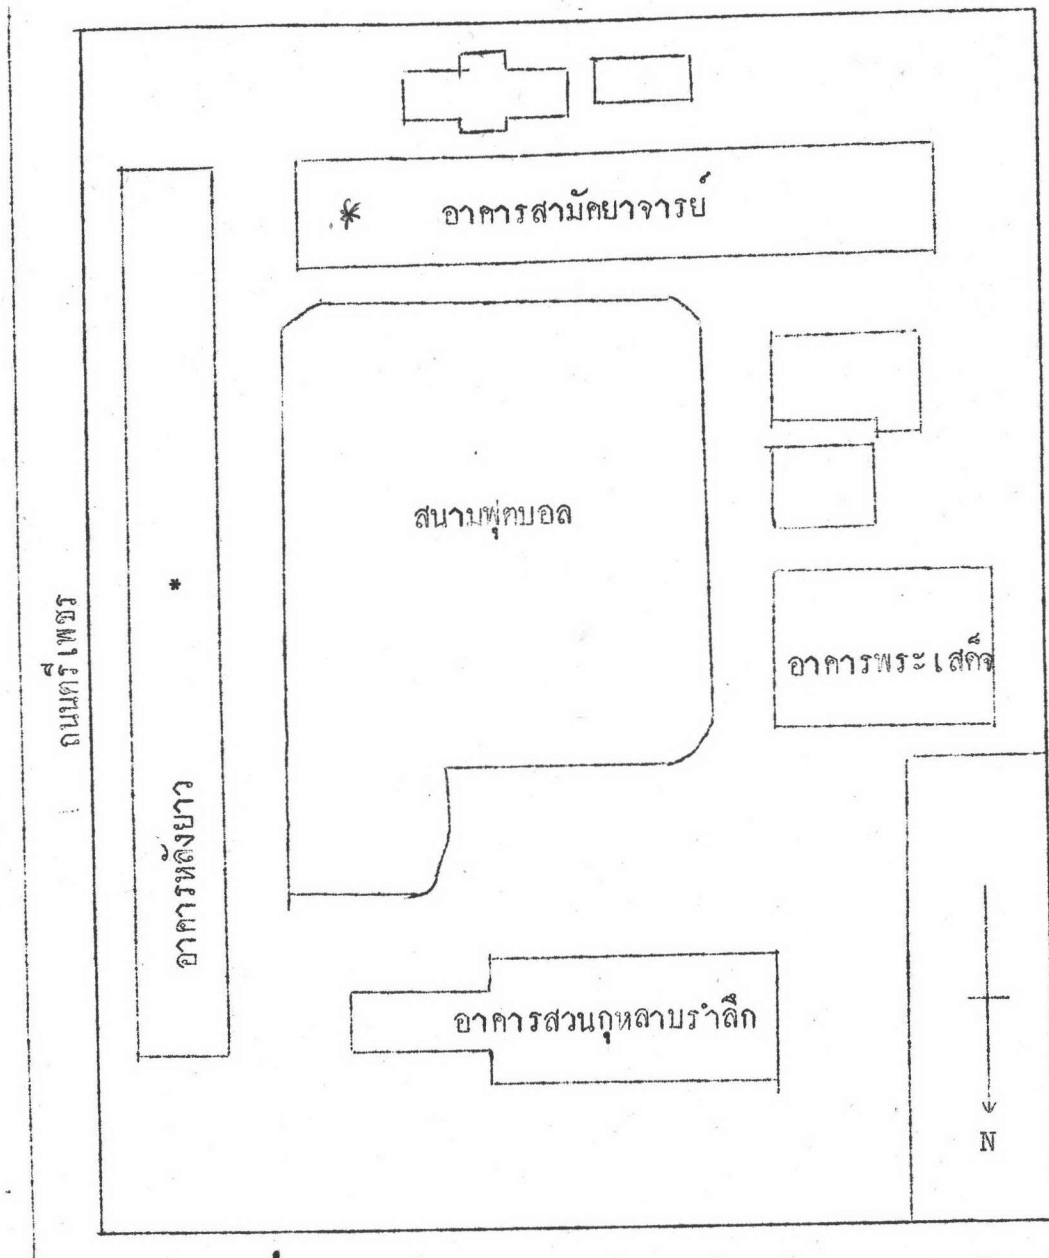 * อาคารสามัคยาจารย์
สนามฟุตบอล
*
ถนนตรีเพชร
อาคารพระเสด็จ
อาคารหลังยาว
อาคารสวนกุหลาบรำลึก
N